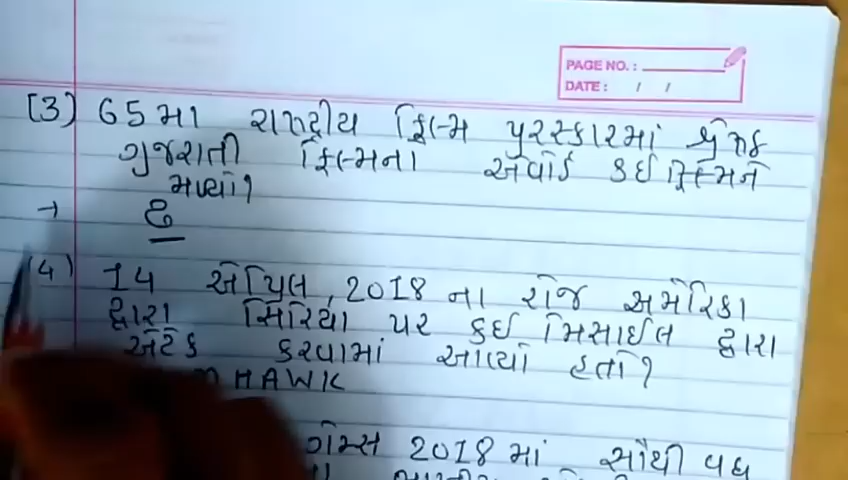 PAGE NO. :
DATE : / /
(3) 65મા રાષ્ટ્રીય ફિલ્મ પુરસ્કારમાં શ્રેષ્ઠ
ગુજરાતી ફિલ્મના એવોર્ડ કઈ ફિલ્મને
મળ્યો?
→ ઢ
(4) 14 એપ્રિલ, 2018 ના રોજ અમેરિકા
દ્વારા સિરિયા પર કઈ મિસાઈલ દ્વારા
એટેક કરવામાં આવ્યો હતો?
HAWK
ગેમ્સ 2018 માં સૌથી વધુ